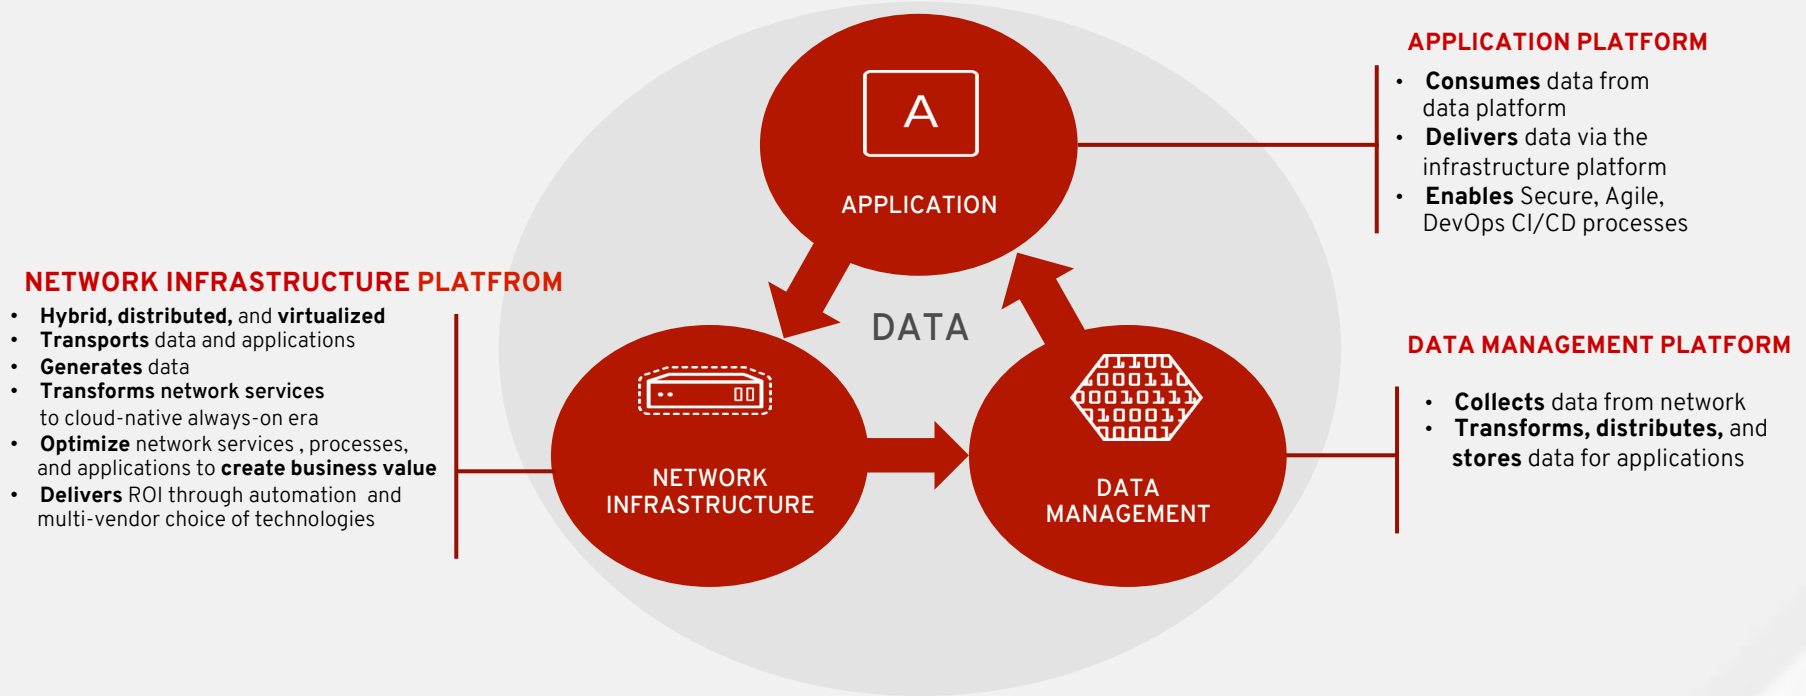 APPLICATION PLATFORM
• Consumes data from
data platform
• Delivers data via the
infrastructure platform
• Enables Secure, Agile,
DevOps CI/CD processes
A
APPLICATION
NETWORK INFRASTRUCTURE PLATFROM
• Hybrid, distributed, and virtualized
• Transports data and applications
• Generates data
• Transforms network services
to cloud-native always-on era
• Optimize network services , processes,
and applications to create business value
• Delivers ROI through automation and
multi-vendor choice of technologies
DATA
NETWORK
INFRASTRUCTURE
DATA
MANAGEMENT
DATA MANAGEMENT PLATFORM
• Collects data from network
• Transforms, distributes, and
stores data for applications